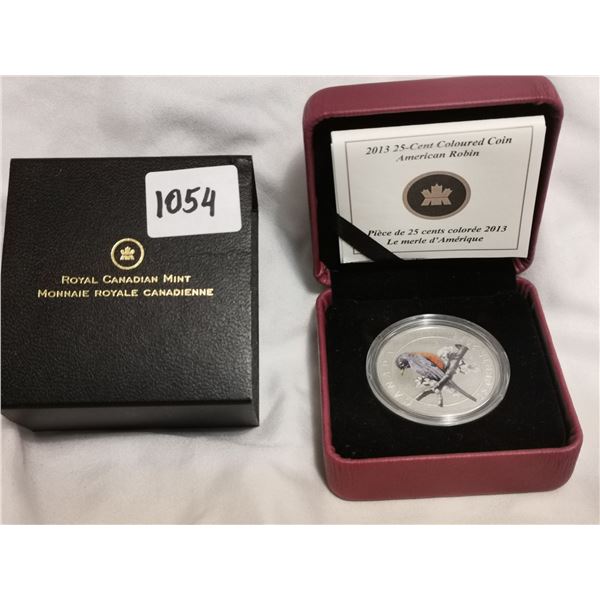 1054
ROYAL CANADIAN MINT
MONNAIE ROYALE CANADIENNE
2013 25-Cent Coloured Coin
American Robin
Pièce de 25 cents colorée 2013
Le merle d'Amérique
CANADA